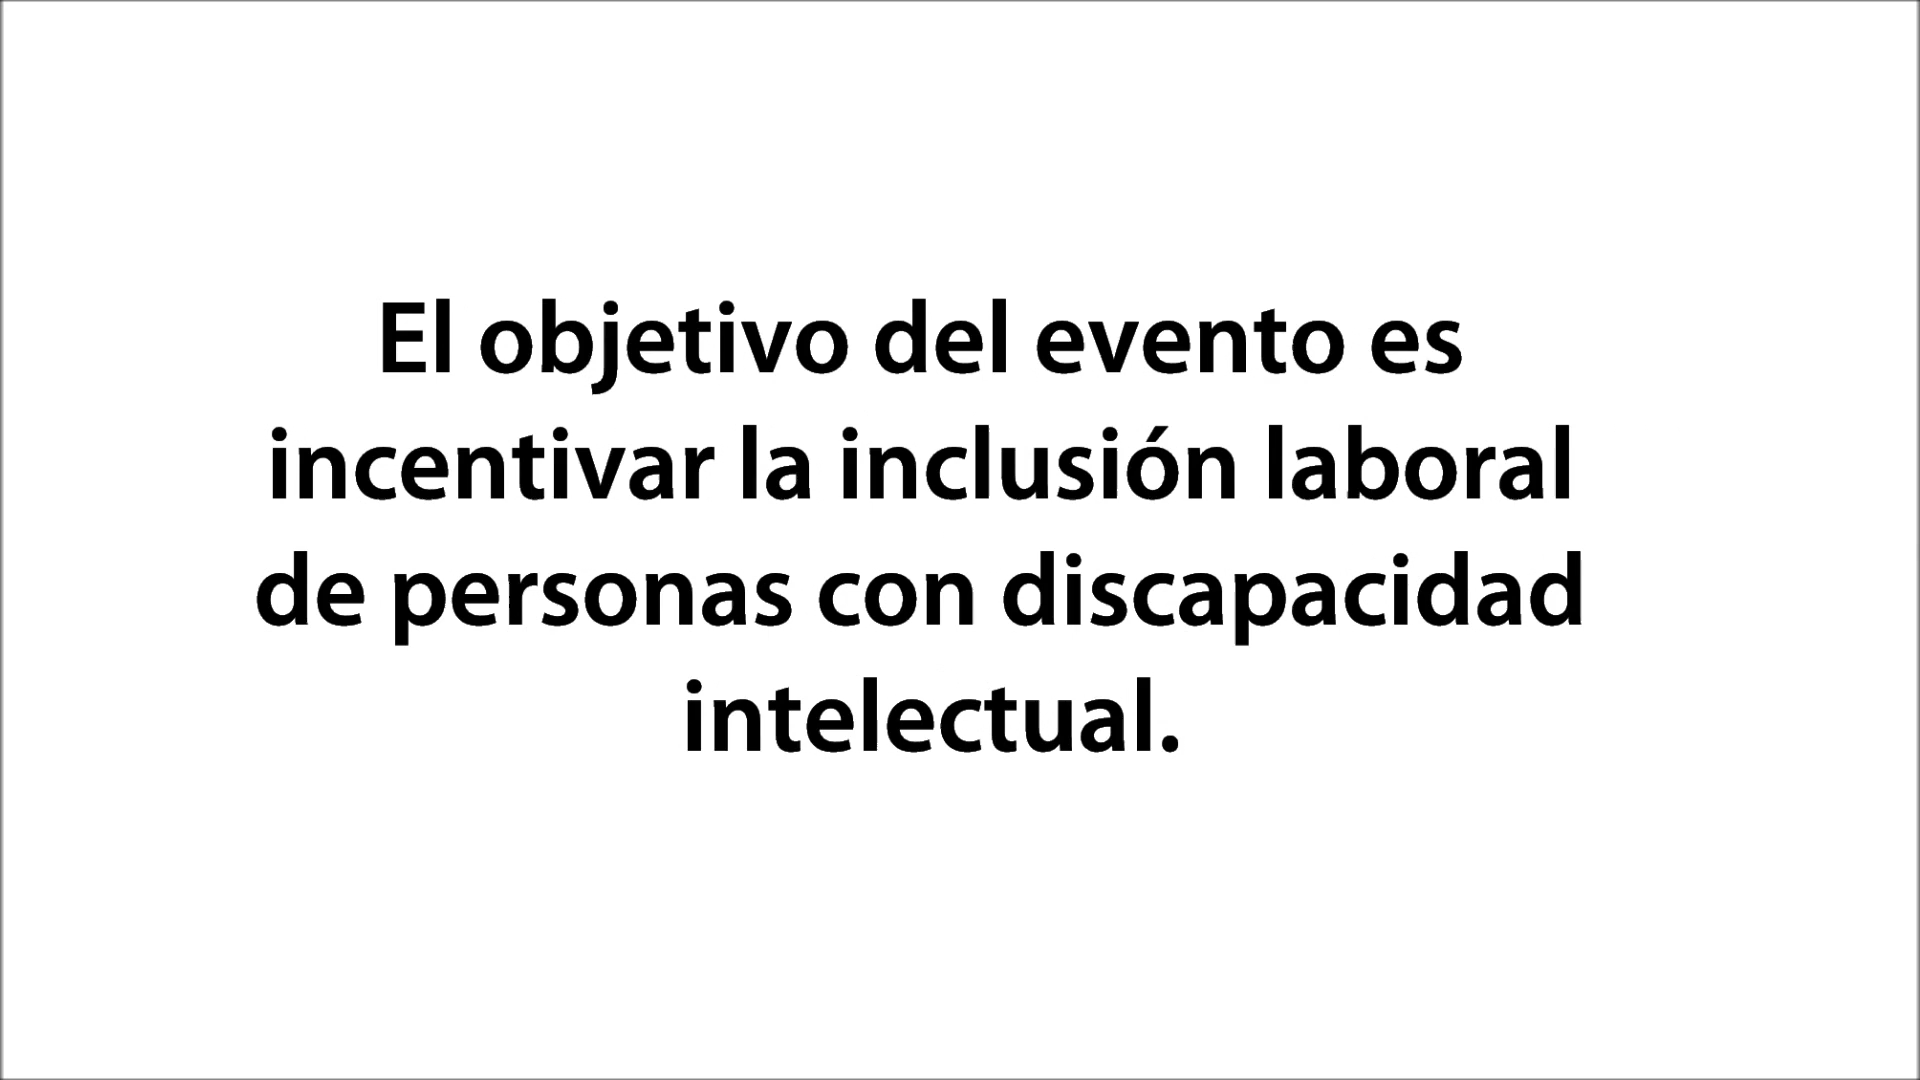 El objetivo del evento es
incentivar la inclusión laboral
de personas con discapacidad
intelectual.